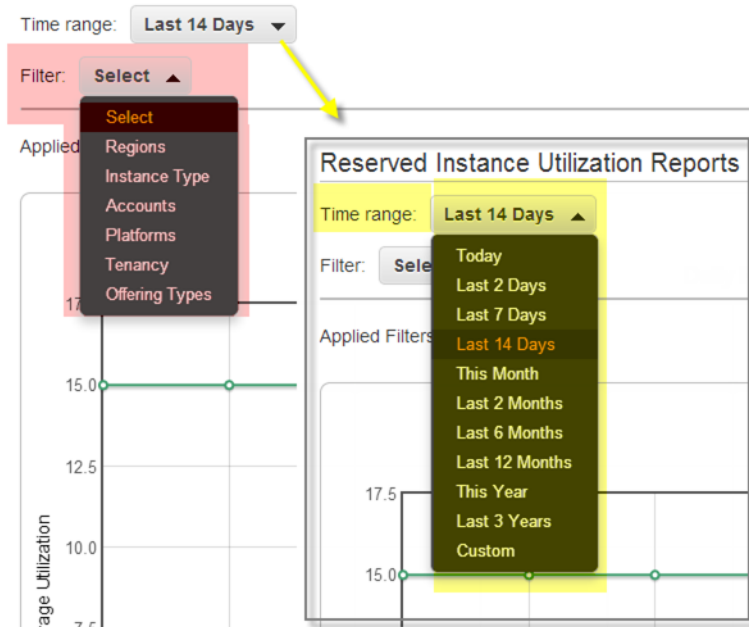 Time range: Last 14 Days
Filter: Select
Select
Regions
Instance Type
Accounts
Platforms
Tenancy
Offering Types
Applied
15.0
12.5
10.0
7.5
Utilization
Reserved Instance Utilization Reports
Time range: Last 14 Days
Filter:
Today
Last 2 Days
Last 7 Days
Last 14 Days
This Month
Last 2 Months
Last 6 Months
Last 12 Months
This Year
Last 3 Years
Custom
Applied Filters
17.5
15.0